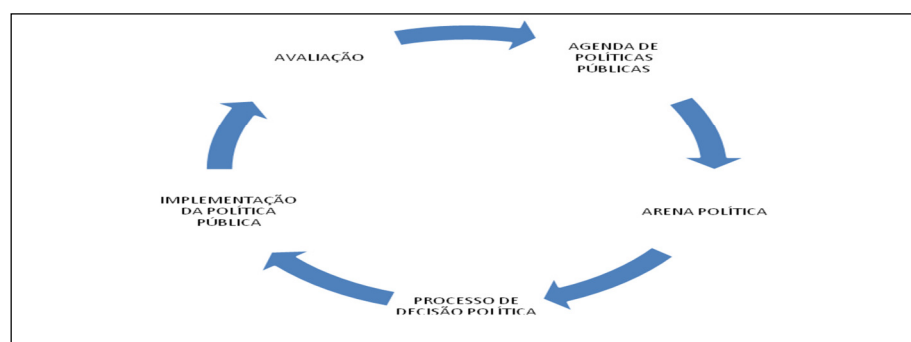 AVALIAÇÃO
AGENDA DE
POLÍTICAS
PÚBLICAS
ARENA POLÍTICA
PROCESSO DE
DECISÃO POLÍTICA
IMPLEMENTAÇÃO
DA POLÍTICA
PÚBLICA